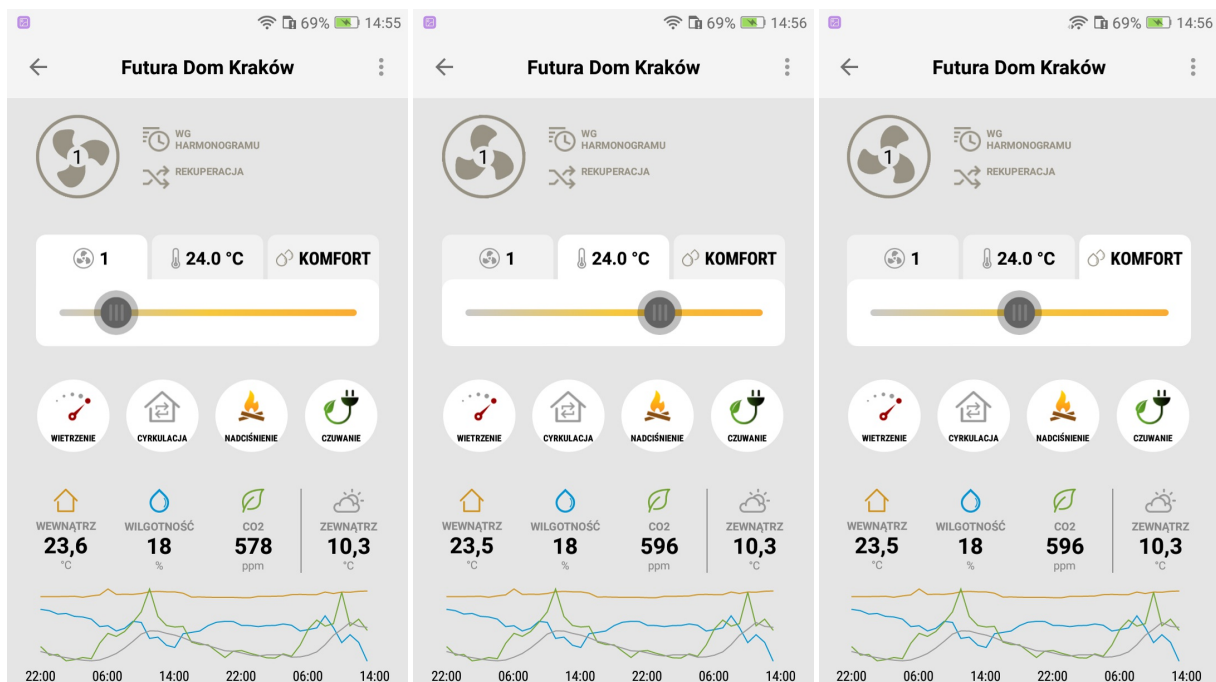 69% 14:55
Futura Dom Kraków
1
WG
HARMONOGRAMU
REKUPERACJA
1 24.0 °C KOMFORT
WIETRZENIE CYRKULACJA NADCIŚNIENIE CZUWANIE
WEWNĄTRZ WILGOTNOŚĆ CO2 ZEWNĄTRZ
23,6 18 578 10,3
°C % ppm °C
22:00 06:00 14:00 22:00 06:00 14:00
69% 14:56
Futura Dom Kraków
1
WG
HARMONOGRAMU
REKUPERACJA
1 24.0 °C KOMFORT
WIETRZENIE CYRKULACJA NADCIŚNIENIE CZUWANIE
WEWNĄTRZ WILGOTNOŚĆ CO2 ZEWNĄTRZ
23,5 18 596 10,3
°C % ppm °C
22:00 06:00 14:00 22:00 06:00 14:00
69% 14:56
Futura Dom Kraków
1
WG
HARMONOGRAMU
REKUPERACJA
1 24.0 °C KOMFORT
WIETRZENIE CYRKULACJA NADCIŚNIENIE CZUWANIE
WEWNĄTRZ WILGOTNOŚĆ CO2 ZEWNĄTRZ
23,5 18 596 10,3
°C % ppm °C
22:00 06:00 14:00 22:00 06:00 14:00